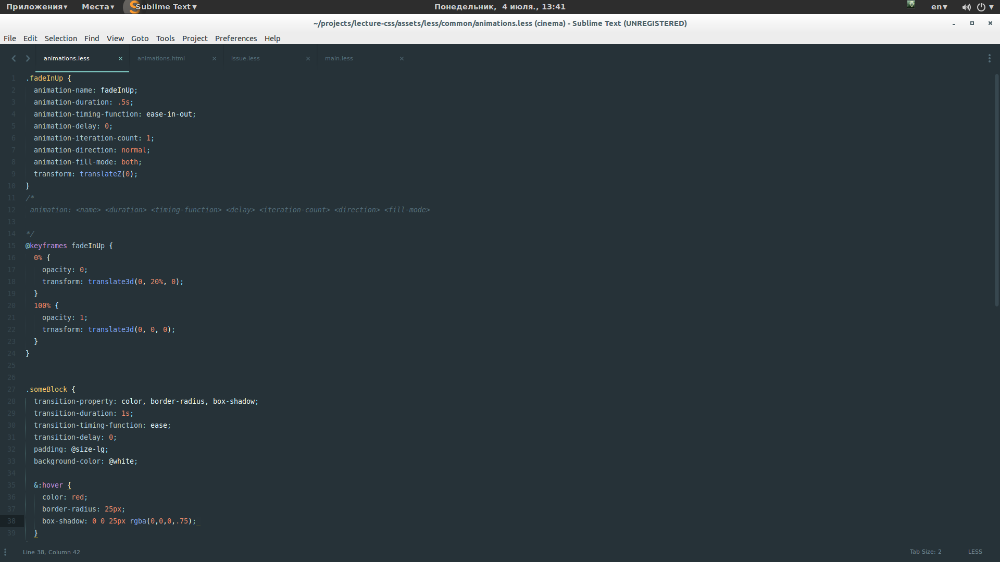 Приложения▾ Места▾ Sublime Text ▾ Понедельник, 4 июля., 13:41 en▾
~/projects/lecture-css/assets/less/common/animations.less (cinema) - Sublime Text (UNREGISTERED)
File Edit Selection Find View Goto Tools Project Preferences Help
animations.less × animations.html × issue.less × main.less ×
1 .fadeInUp {
2 animation-name: fadeInUp;
3 animation-duration: .5s;
4 animation-timing-function: ease-in-out;
5 animation-delay: 0;
6 animation-iteration-count: 1;
7 animation-direction: normal;
8 animation-fill-mode: both;
9 transform: translateZ(0);
10 }
11 /*
12 animation: <name> <duration> <timing-function> <delay> <iteration-count> <direction> <fill-mode>
13
14 */
15 @keyframes fadeInUp {
16 0% {
17 opacity: 0;
18 transform: translate3d(0, 20%, 0);
19 }
20 100% {
21 opacity: 1;
22 trnasform: translate3d(0, 0, 0);
23 }
24 }
25
26
27 .someBlock {
28 transition-property: color, border-radius, box-shadow;
29 transition-duration: 1s;
30 transition-timing-function: ease;
31 transition-delay: 0;
32 padding: @size-lg;
33 background-color: @white;
34
35 &:hover {
36 color: red;
37 border-radius: 25px;
38 box-shadow: 0 0 25px rgba(0,0,0,.75);
39 }
Line 38, Column 42 Tab Size: 2 LESS